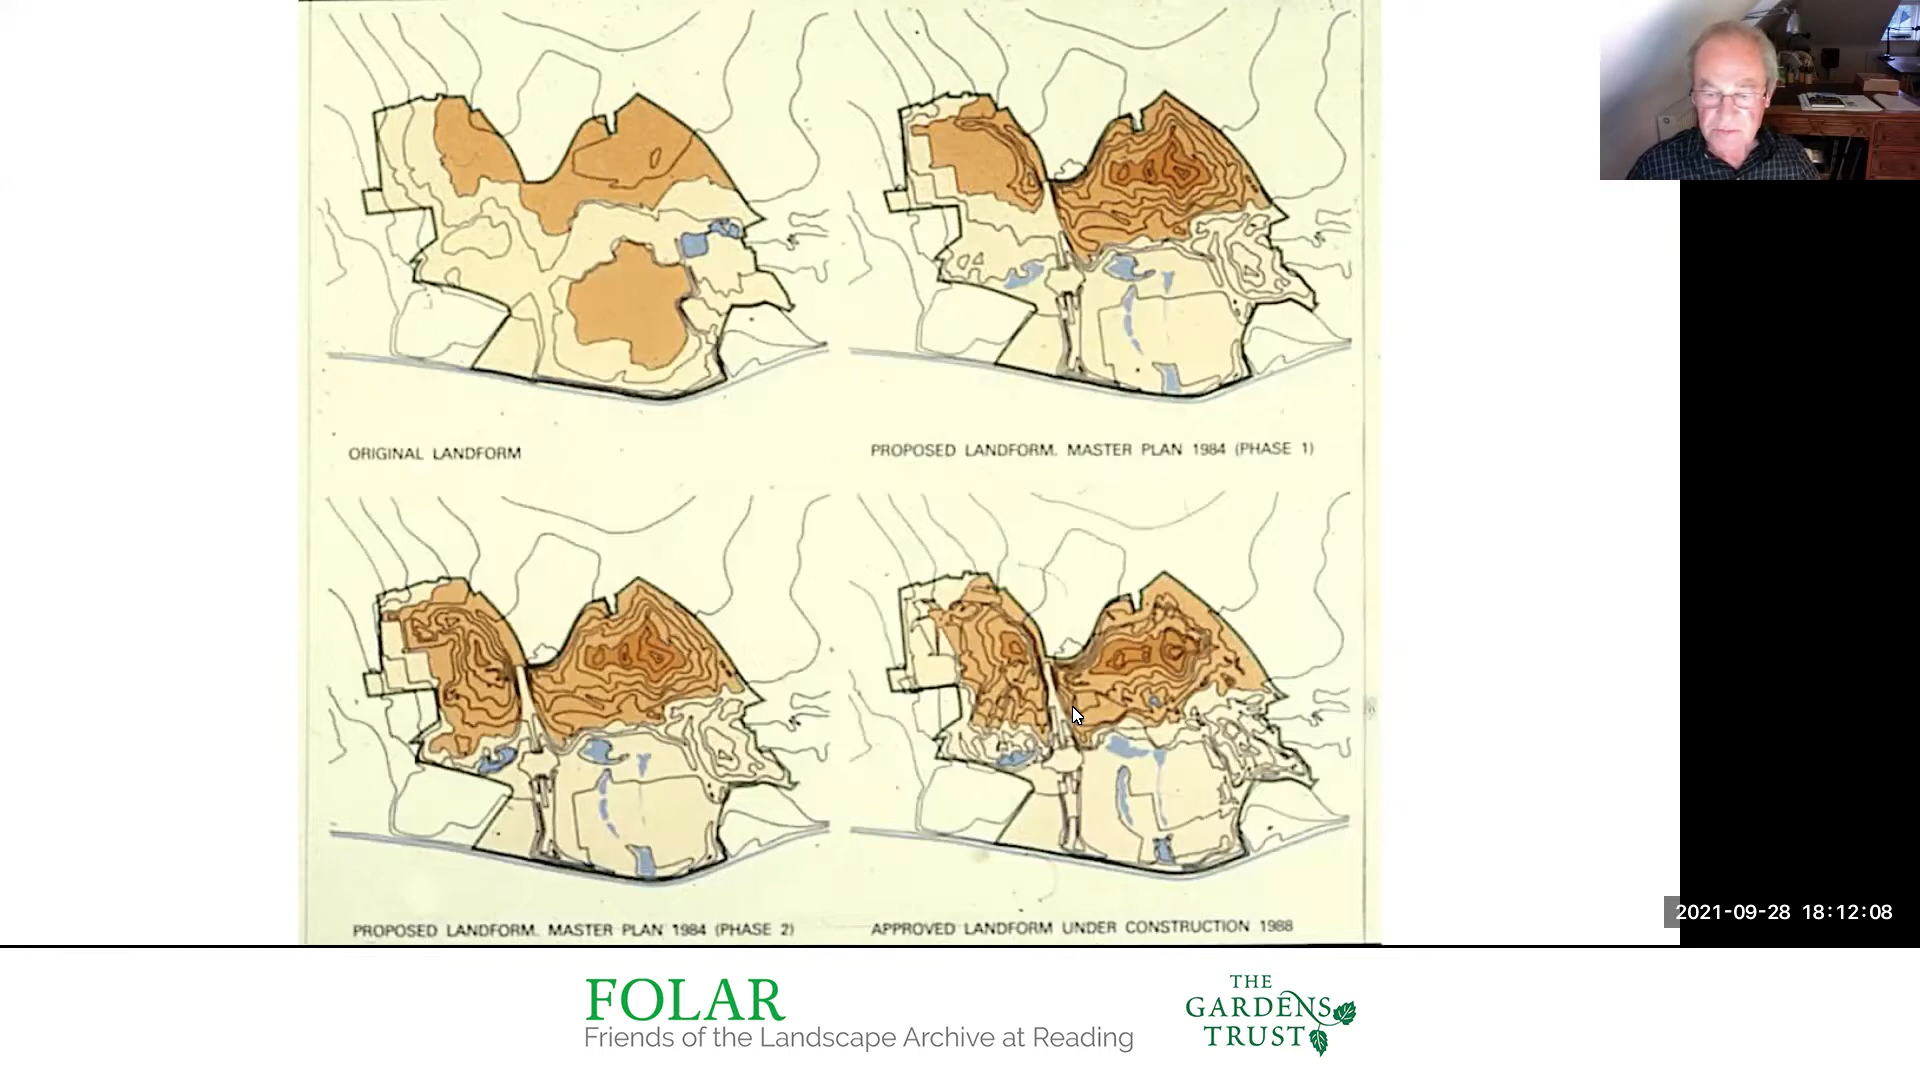 ORIGINAL LANDFORM
PROPOSED LANDFORM. MASTER PLAN 1984 (PHASE 1)
PROPOSED LANDFORM. MASTER PLAN 1984 (PHASE 2)
APPROVED LANDFORM UNDER CONSTRUCTION 1988
2021-09-28 18:12:08
FOLAR
Friends of the Landscape Archive at Reading
THE
GARDENS
TRUST